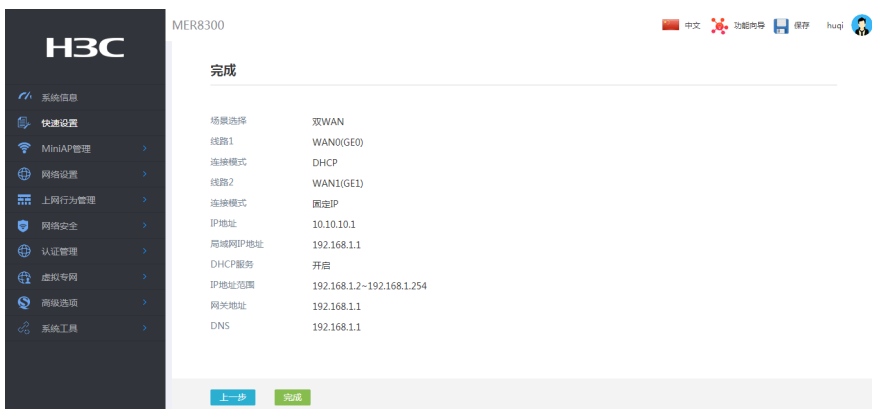 MER8300
中文
功能向导
保存
huqi
H3C
系统信息
快速设置
MiniAP管理
网络设置
上网行为管理
网络安全
认证管理
虚拟专网
高级选项
系统工具
完成
场景选择 双WAN
线路1 WAN0(GE0)
连接模式 DHCP
线路2 WAN1(GE1)
连接模式 固定IP
IP地址 10.10.10.1
局域网IP地址 192.168.1.1
DHCP服务 开启
IP地址范围 192.168.1.2~192.168.1.254
网关地址 192.168.1.1
DNS 192.168.1.1
上一步
完成